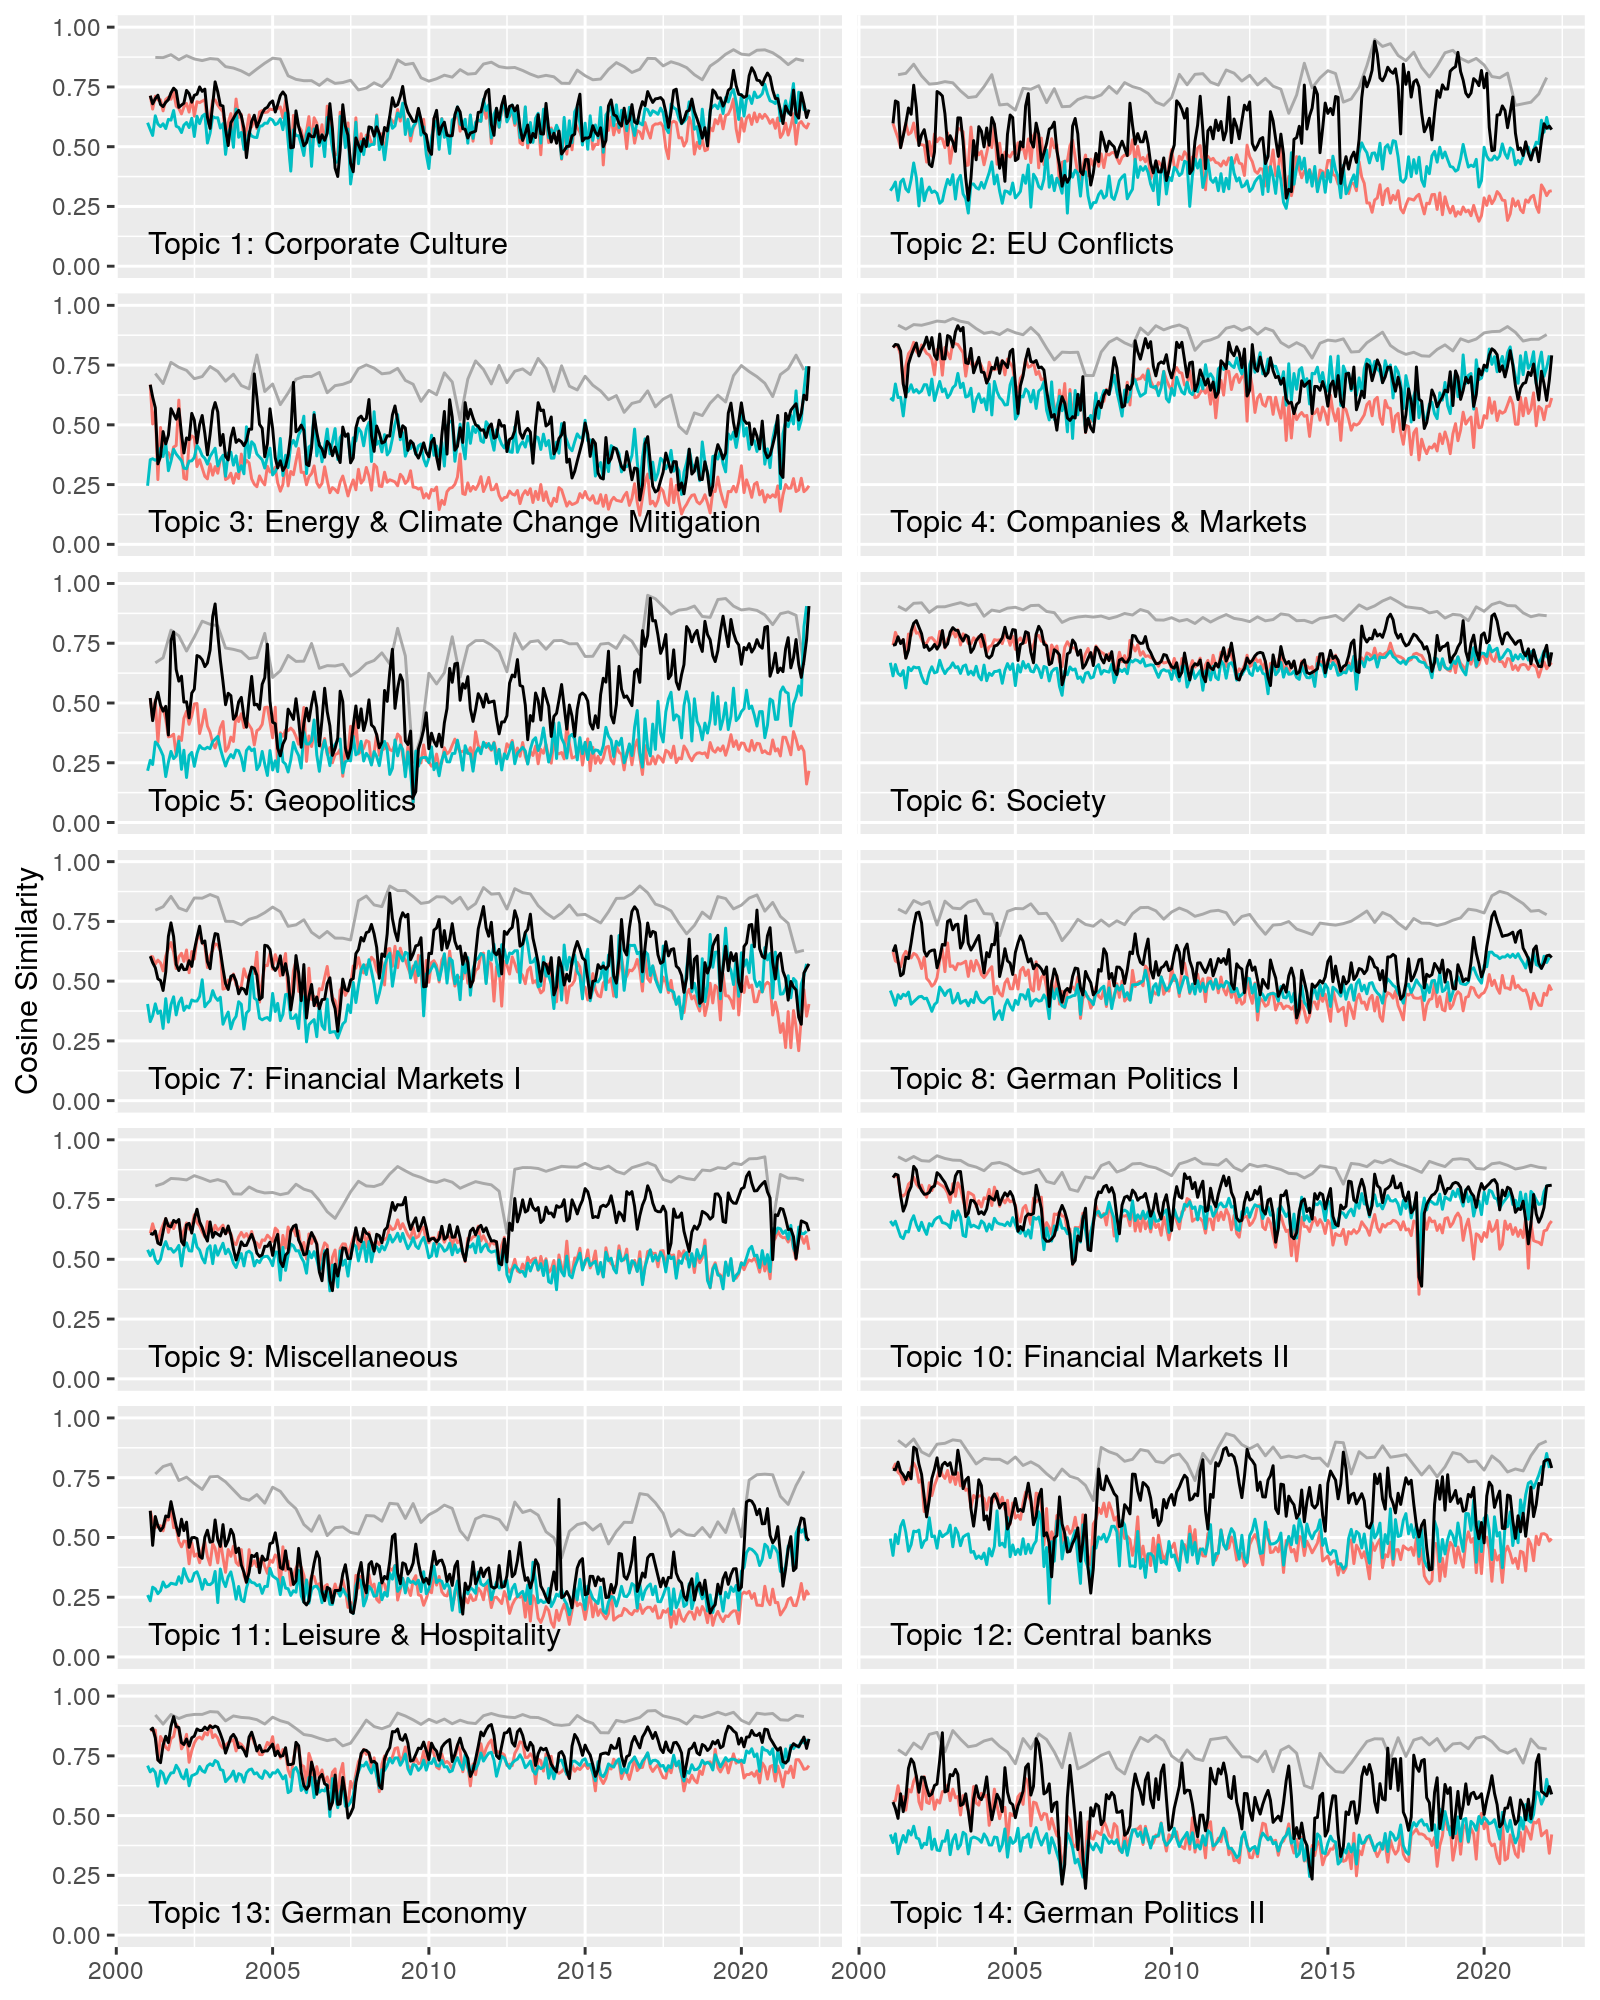 1.00
0.75
0.50
0.25
0.00
Topic 1: Corporate Culture
Topic 2: EU Conflicts
1.00
0.75
0.50
0.25
0.00
Topic 3: Energy & Climate Change Mitigation
Topic 4: Companies & Markets
1.00
0.75
0.50
0.25
0.00
Topic 5: Geopolitics
Topic 6: Society
Cosine Similarity
1.00
0.75
0.50
0.25
0.00
Topic 7: Financial Markets I
Topic 8: German Politics I
1.00
0.75
0.50
0.25
0.00
Topic 9: Miscellaneous
Topic 10: Financial Markets II
1.00
0.75
0.50
0.25
0.00
Topic 11: Leisure & Hospitality
Topic 12: Central banks
1.00
0.75
0.50
0.25
0.00
Topic 13: German Economy
Topic 14: German Politics II
2000 2005 2010 2015 2020 2000 2005 2010 2015 2020